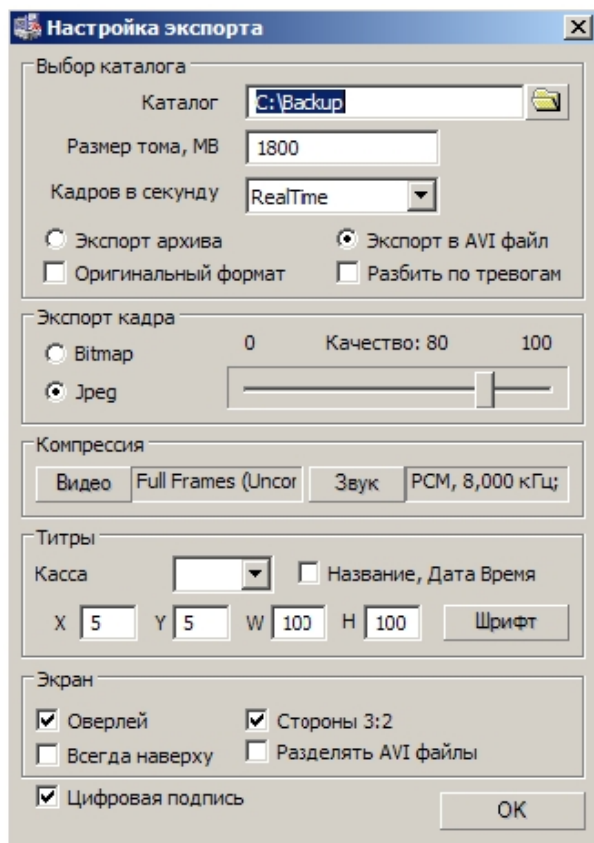 Настройка экспорта
Выбор каталога
Каталог C:\Backup
Размер тома, МВ 1800
Кадров в секунду RealTime
Экспорт архива Экспорт в AVI файл
Оригинальный формат Разбить по тревогам
Экспорт кадра
Bitmap 0 Качество: 80 100
Jpeg
Компрессия
Видео Full Frames (Uncor Звук PCM, 8,000 кГц;
Титры
Касса Название, Дата Время
X 5 Y 5 W 100 H 100 Шрифт
Экран
Оверлей Стороны 3:2
Всегда наверху Разделять AVI файлы
Цифровая подпись
OK